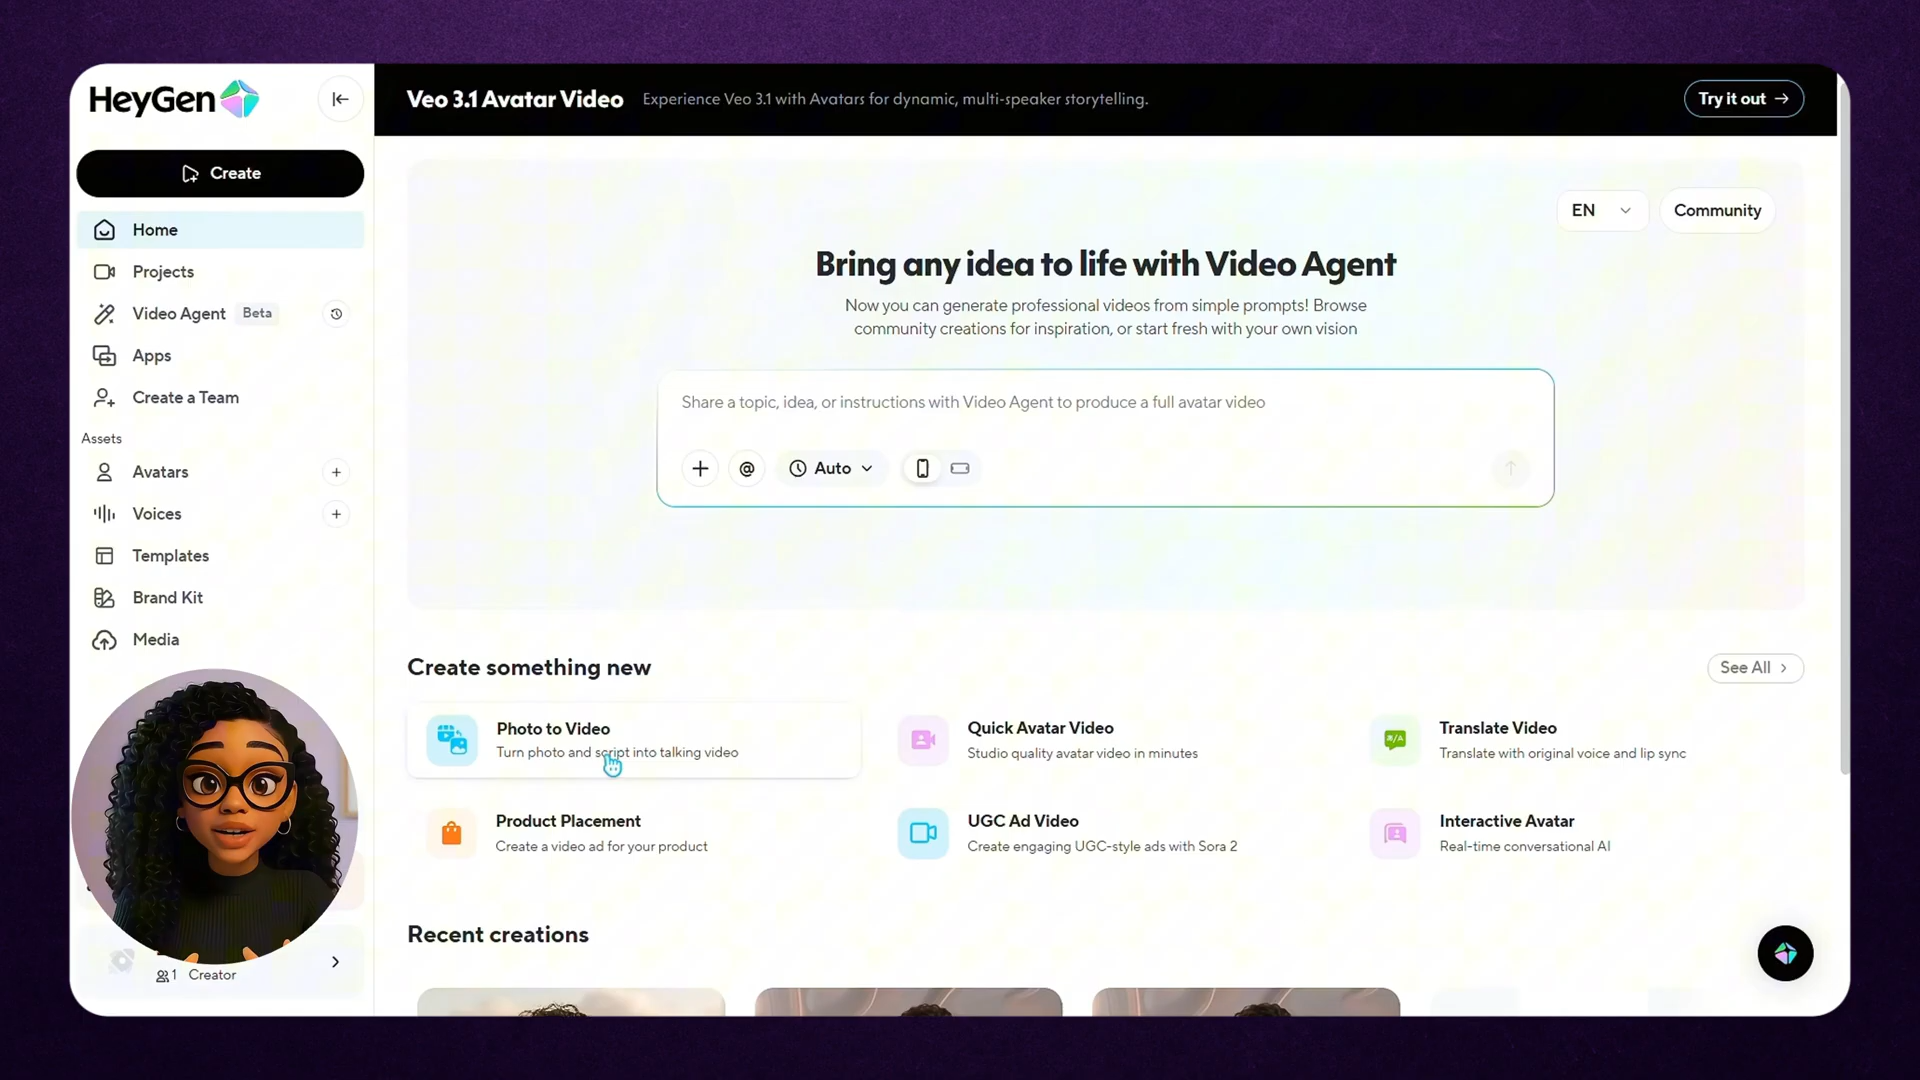 HeyGen
Create
Home
Projects
Video Agent Beta
Apps
Create a Team
Assets
Avatars
Voices
Templates
Brand Kit
Media
1 Creator
Veo 3.1 Avatar Video Experience Veo 3.1 with Avatars for dynamic, multi-speaker storytelling.
Try it out →
EN
Community
Bring any idea to life with Video Agent
Now you can generate professional videos from simple prompts! Browse
community creations for inspiration, or start fresh with your own vision
Share a topic, idea, or instructions with Video Agent to produce a full avatar video
Auto
Create something new
See All >
Photo to Video
Turn photo and script into talking video
Quick Avatar Video
Studio quality avatar video in minutes
Translate Video
Translate with original voice and lip sync
Product Placement
Create a video ad for your product
UGC Ad Video
Create engaging UGC-style ads with Sora 2
Interactive Avatar
Real-time conversational AI
Recent creations